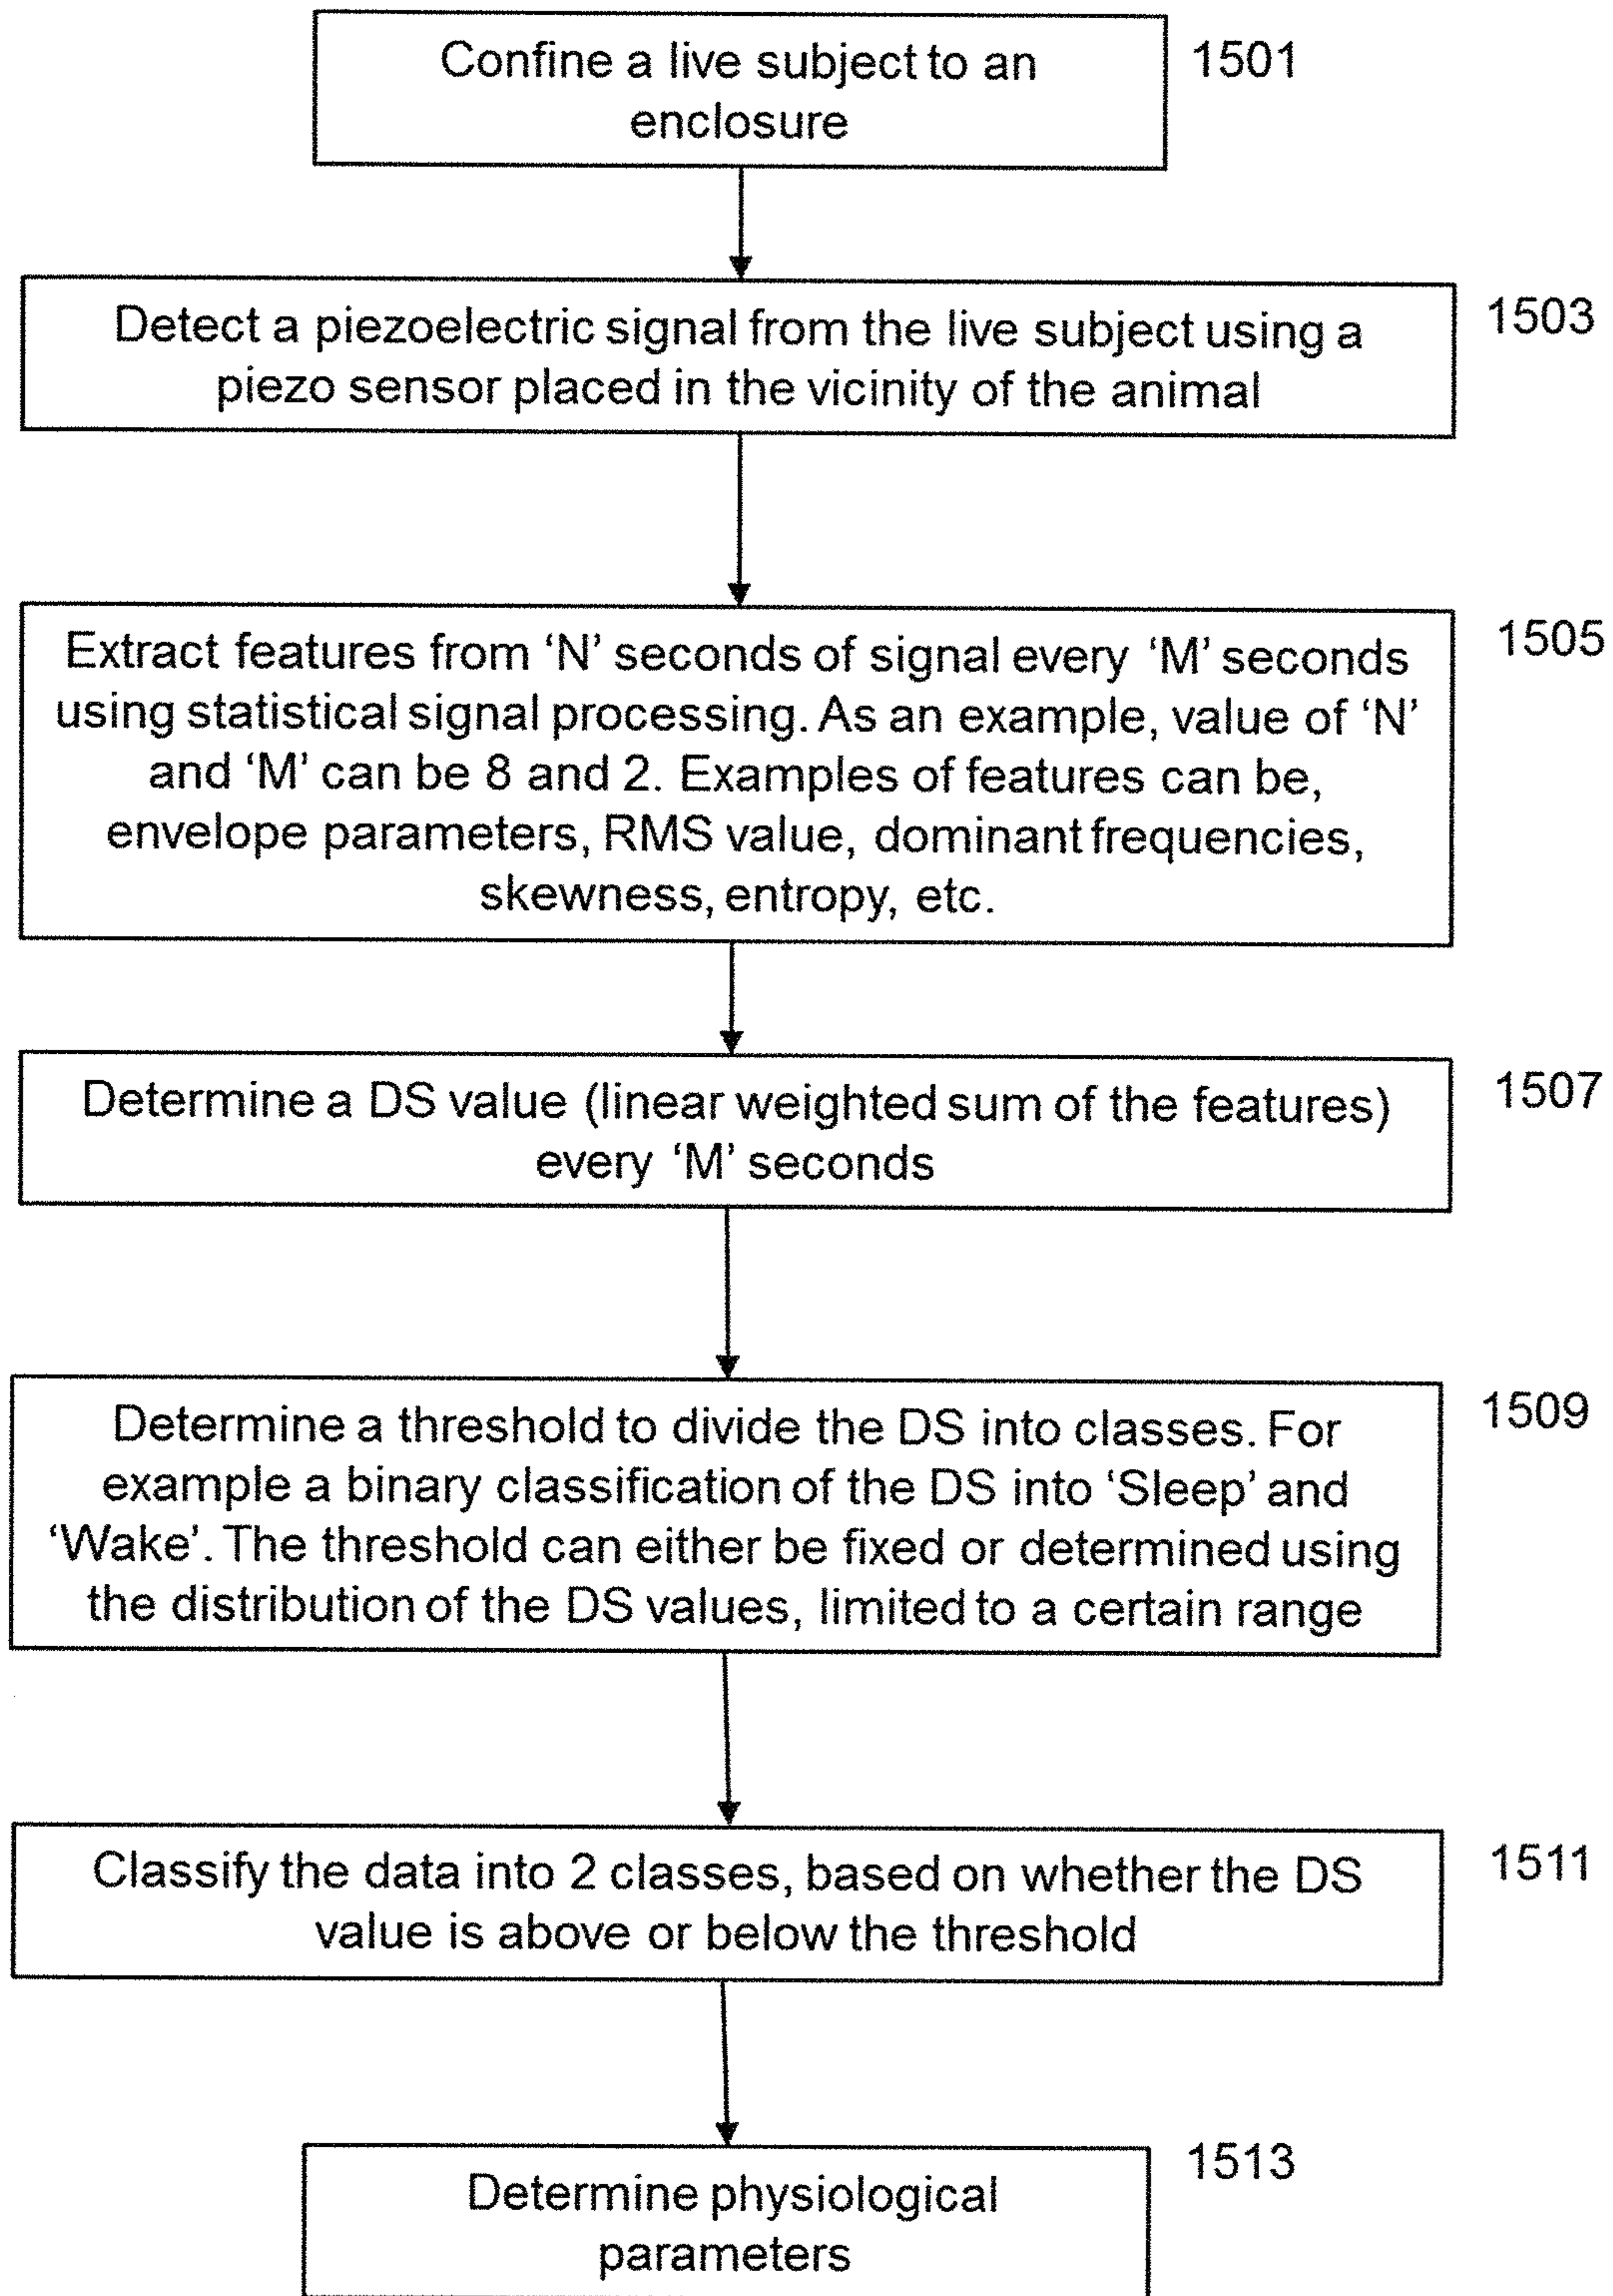 Confine a live subject to an
enclosure
1501
Detect a piezoelectric signal from the live subject using a
piezo sensor placed in the vicinity of the animal
1503
Extract features from ‘N’ seconds of signal every ‘M’ seconds
using statistical signal processing. As an example, value of ‘N’
and ‘M’ can be 8 and 2. Examples of features can be,
envelope parameters, RMS value, dominant frequencies,
skewness, entropy, etc.
1505
Determine a DS value (linear weighted sum of the features)
every ‘M’ seconds
1507
Determine a threshold to divide the DS into classes. For
example a binary classification of the DS into ‘Sleep’ and
‘Wake’. The threshold can either be fixed or determined using
the distribution of the DS values, limited to a certain range
1509
Classify the data into 2 classes, based on whether the DS
value is above or below the threshold
1511
Determine physiological
parameters
1513